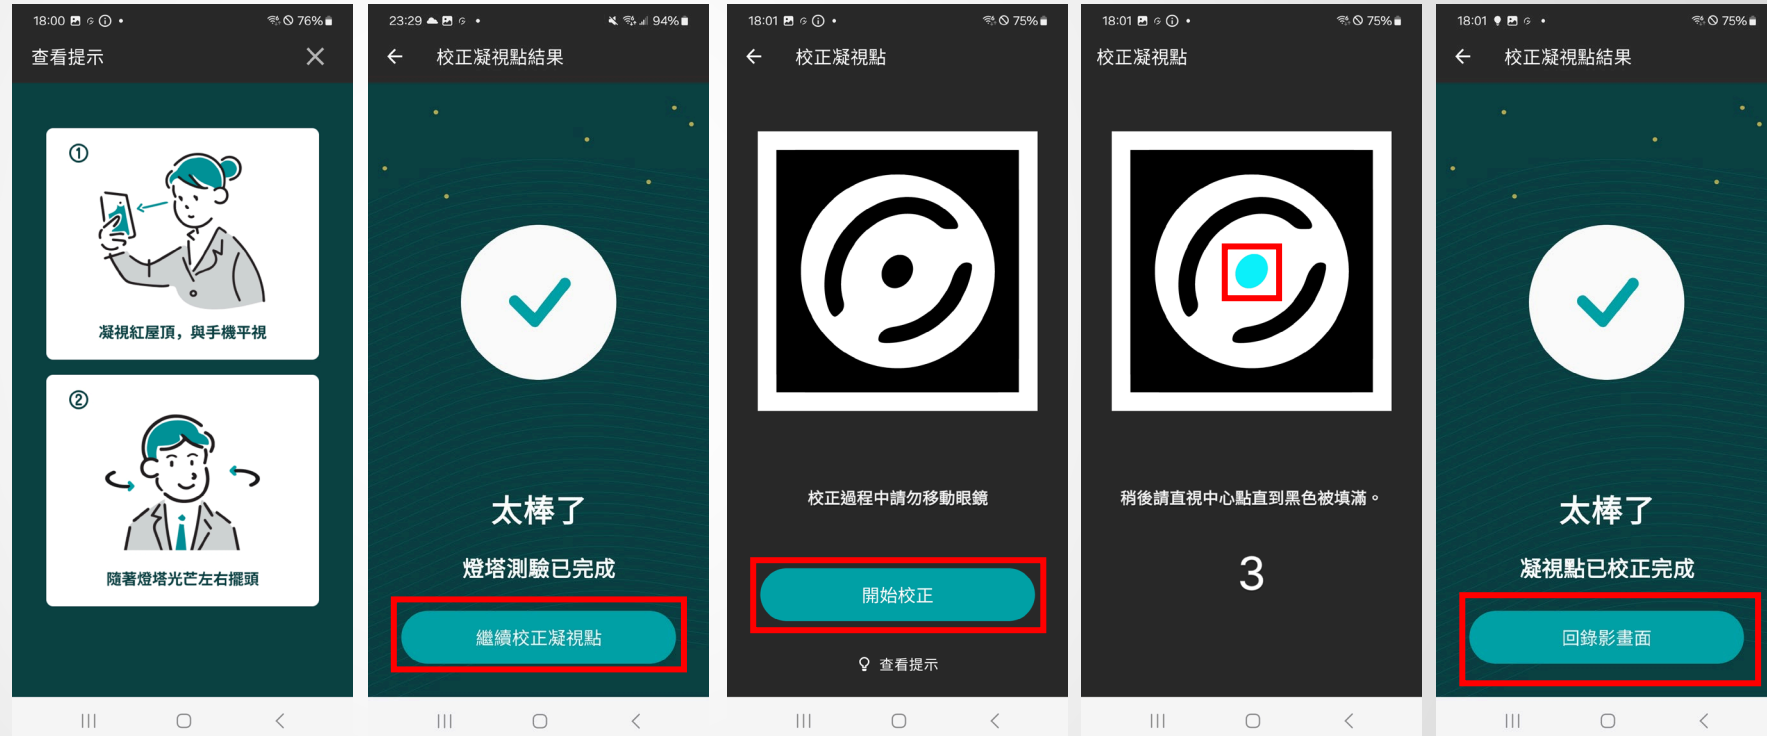 18:00 76%
查看提示
①
凝視紅屋頂，與手機平視
②
隨著燈塔光芒左右擺頭
23:29 94%
校正凝視點結果
太棒了
燈塔測驗已完成
繼續校正凝視點
18:01 75%
校正凝視點
校正過程中請勿移動眼鏡
開始校正
查看提示
18:01 75%
校正凝視點
稍後請直視中心點直到黑色被填滿。
3
18:01 75%
校正凝視點結果
太棒了
凝視點已校正完成
回錄影畫面